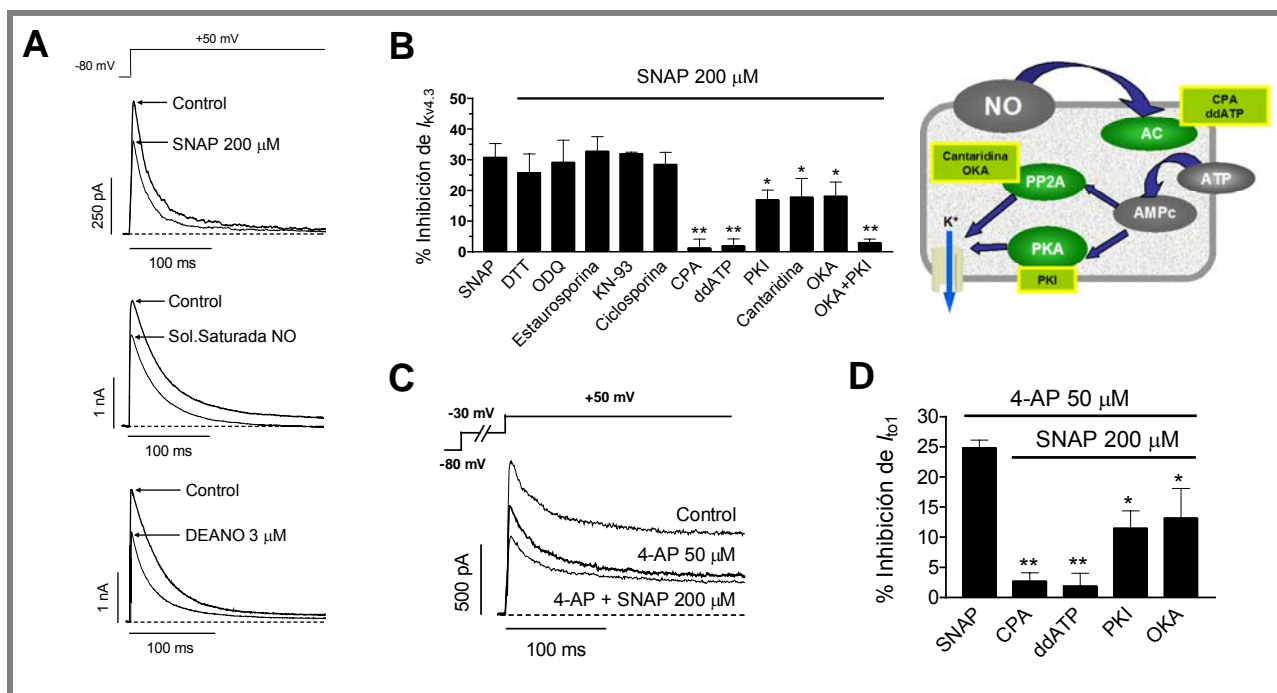 A
+50 mV
-80 mV
Control
SNAP 200 μM
250 pA
100 ms
Control
Sol.Saturada NO
1 nA
100 ms
Control
DEANO 3 μM
1 nA
100 ms
B
SNAP 200 μM
% Inhibición de IKv4.3
50
40
30
20
10
0
SNAP
DTT
ODQ
Estaurosporina
KN-93
Ciclosporina
CPA
ddATP
PKI
Cantaridina
OKA
OKA+PKI
**
**
*
*
*
**
NO
CPA
ddATP
AC
Cantaridina
OKA
PP2A
ATP
AMPc
K+
PKA
PKI
C
-30 mV
+50 mV
-80 mV
Control
4-AP 50 μM
4-AP + SNAP 200 μM
500 pA
100 ms
D
4-AP 50 μM
SNAP 200 μM
% Inhibición de Ito1
30
25
20
15
10
5
0
**
**
*
*
SNAP
CPA
ddATP
PKI
OKA